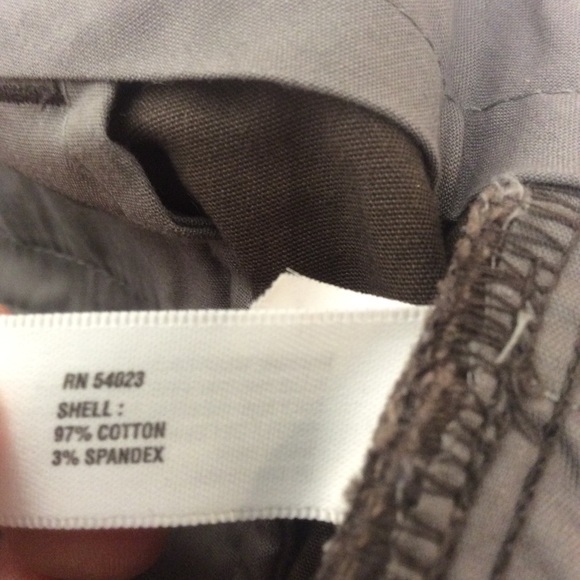 RN 54023
SHELL :
97% COTTON
3% SPANDEX